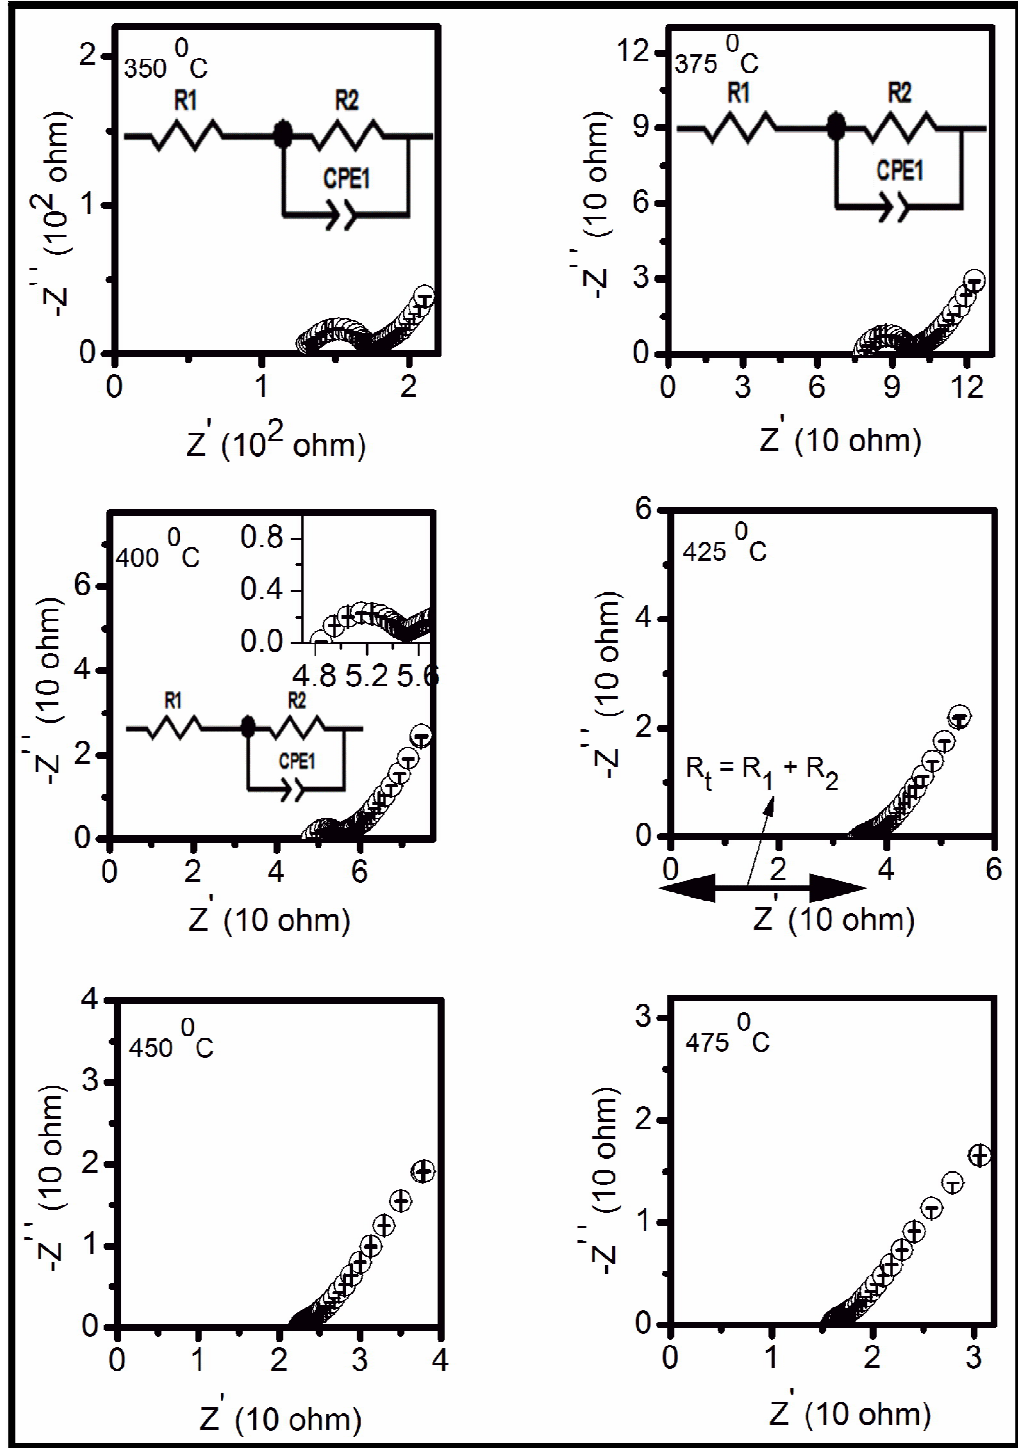 350 ⁰C
R1 R2
CPE1
2
1
0
-Z'' (10² ohm)
0 1 2
Z' (10² ohm)
375 ⁰C
R1 R2
CPE1
12
9
6
3
0
-Z'' (10 ohm)
0 3 6 9 12
Z' (10 ohm)
400 ⁰C
0.8
0.4
0.0
4.8 5.2 5.6
R1 R2
CPE1
6
4
2
0
-Z'' (10 ohm)
0 2 4 6
Z' (10 ohm)
425 ⁰C
6
4
2
0
-Z'' (10 ohm)
Rₜ = R₁ + R₂
0 2 4 6
Z' (10 ohm)
450 ⁰C
4
3
2
1
0
-Z'' (10 ohm)
0 1 2 3 4
Z' (10 ohm)
475 ⁰C
3
2
1
0
-Z'' (10 ohm)
0 1 2 3
Z' (10 ohm)